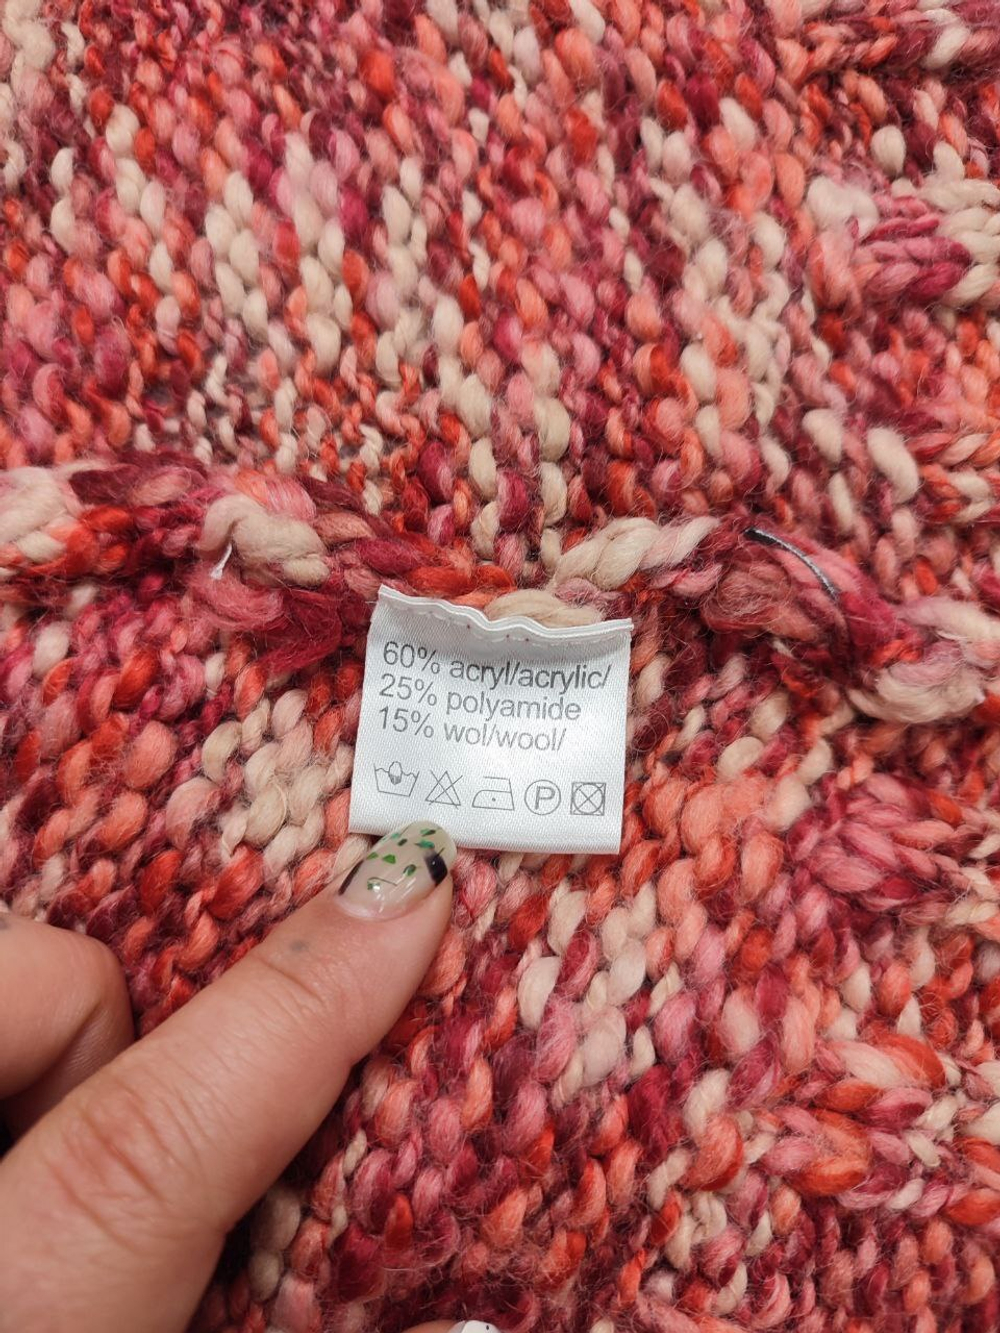 60% acryl/acrylic/
25% polyamide
15% wol/wool/
P